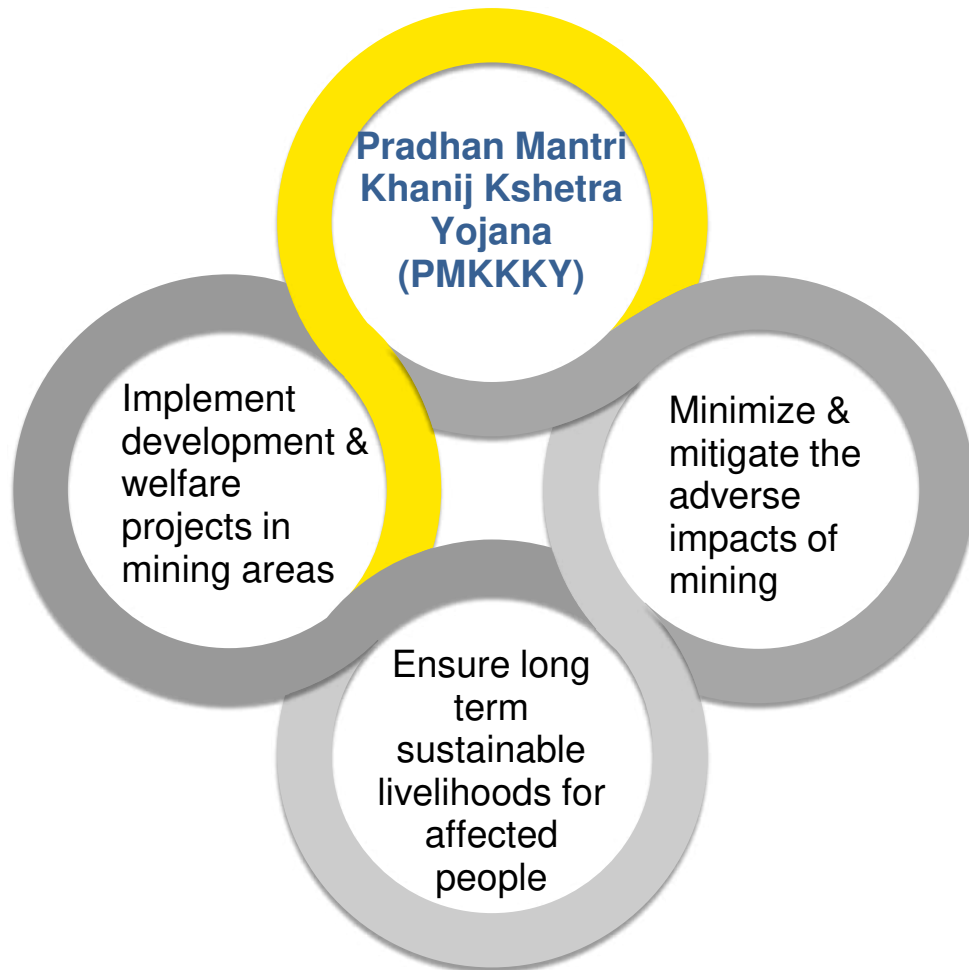 Pradhan Mantri
Khanij Kshetra
Yojana
(PMKKKY)
Implement
development &
welfare
projects in
mining areas
Minimize &
mitigate the
adverse
impacts of
mining
Ensure long
term
sustainable
livelihoods for
affected
people